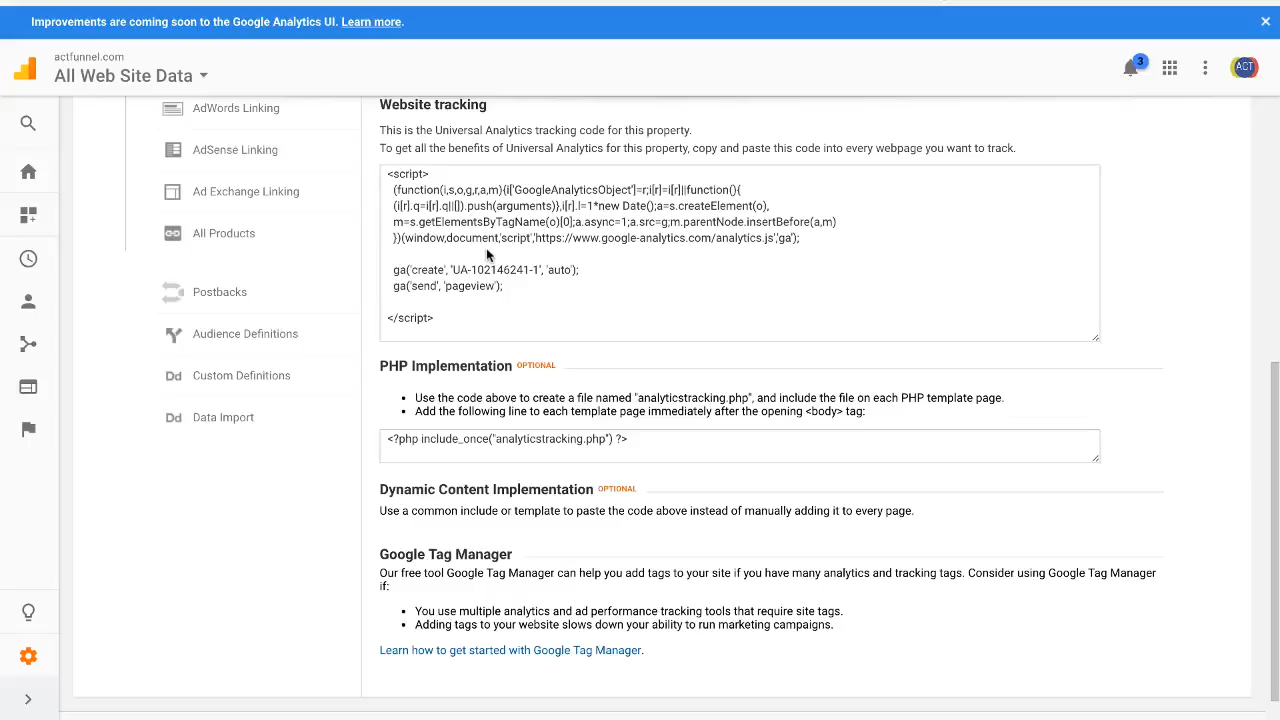 Improvements are coming soon to the Google Analytics UI. Learn more.
actfunnel.com
All Web Site Data
3
ACT
AdWords Linking
AdSense Linking
Ad Exchange Linking
All Products
Postbacks
Audience Definitions
Dd Custom Definitions
Dd Data Import
Website tracking
This is the Universal Analytics tracking code for this property.
To get all the benefits of Universal Analytics for this property, copy and paste this code into every webpage you want to track.
<script>
(function(i,s,o,g,r,a,m){i['GoogleAnalyticsObject']=r;i[r]=i[r]||function(){
(i[r].q=i[r].q||[]).push(arguments)},i[r].l=1*new Date();a=s.createElement(o),
m=s.getElementsByTagName(o)[0];a.async=1;a.src=g;m.parentNode.insertBefore(a,m)
})(window,document,'script','https://www.google-analytics.com/analytics.js','ga');
ga('create', 'UA-102146241-1', 'auto');
ga('send', 'pageview');
</script>
PHP Implementation OPTIONAL
• Use the code above to create a file named "analyticstracking.php", and include the file on each PHP template page.
• Add the following line to each template page immediately after the opening <body> tag:
<?php include_once("analyticstracking.php") ?>
Dynamic Content Implementation OPTIONAL
Use a common include or template to paste the code above instead of manually adding it to every page.
Google Tag Manager
Our free tool Google Tag Manager can help you add tags to your site if you have many analytics and tracking tags. Consider using Google Tag Manager
if:
• You use multiple analytics and ad performance tracking tools that require site tags.
• Adding tags to your website slows down your ability to run marketing campaigns.
Learn how to get started with Google Tag Manager.